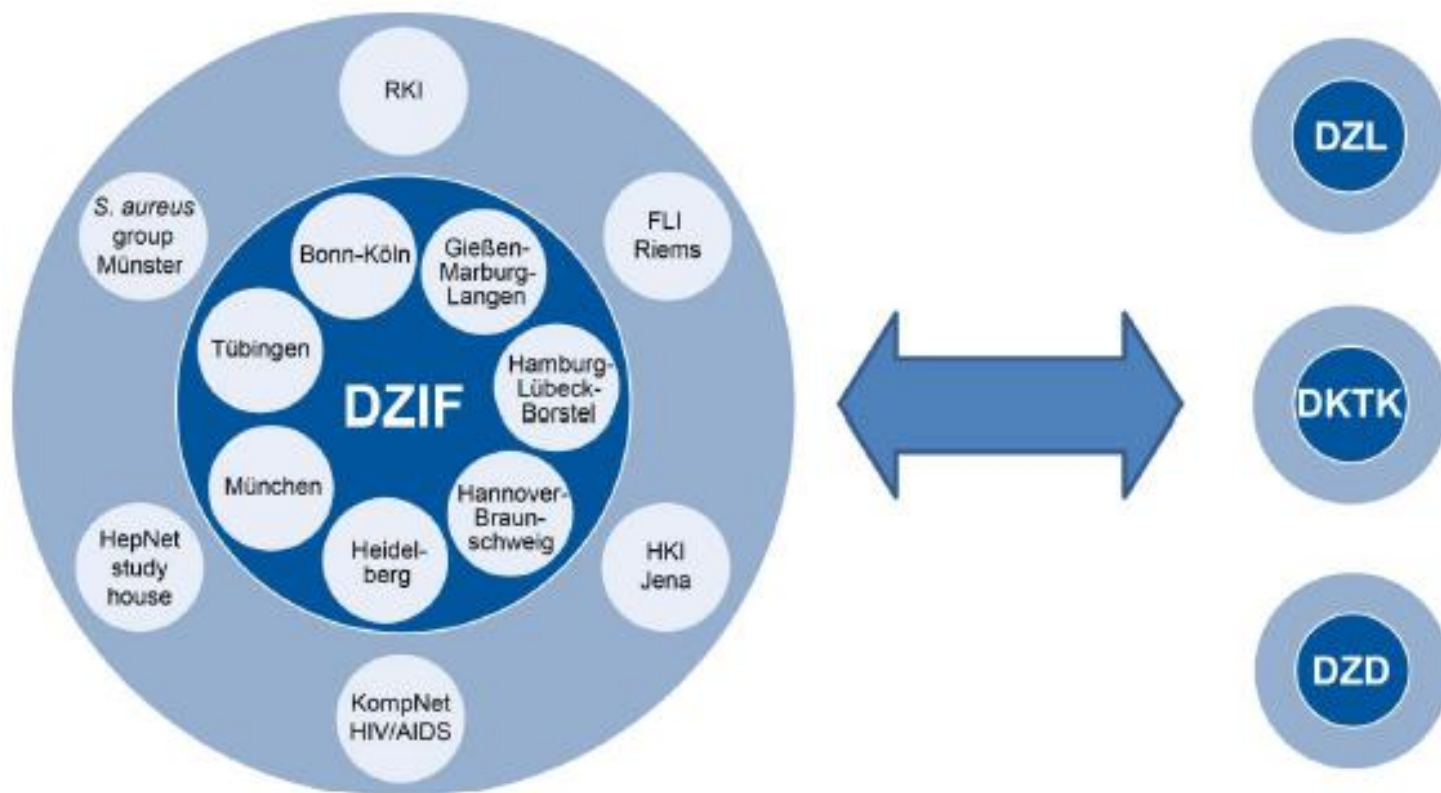 RKI
S. aureus
group
Münster
FLI
Riems
Bonn-Köln
Gießen-
Marburg-
Langen
Tübingen
Hamburg-
Lübeck-
Borstel
DZIF
München
Hannover-
Braun-
schweig
Heidel-
berg
HepNet
study
house
HKI
Jena
KompNet
HIV/AIDS
DZL
DKTK
DZD